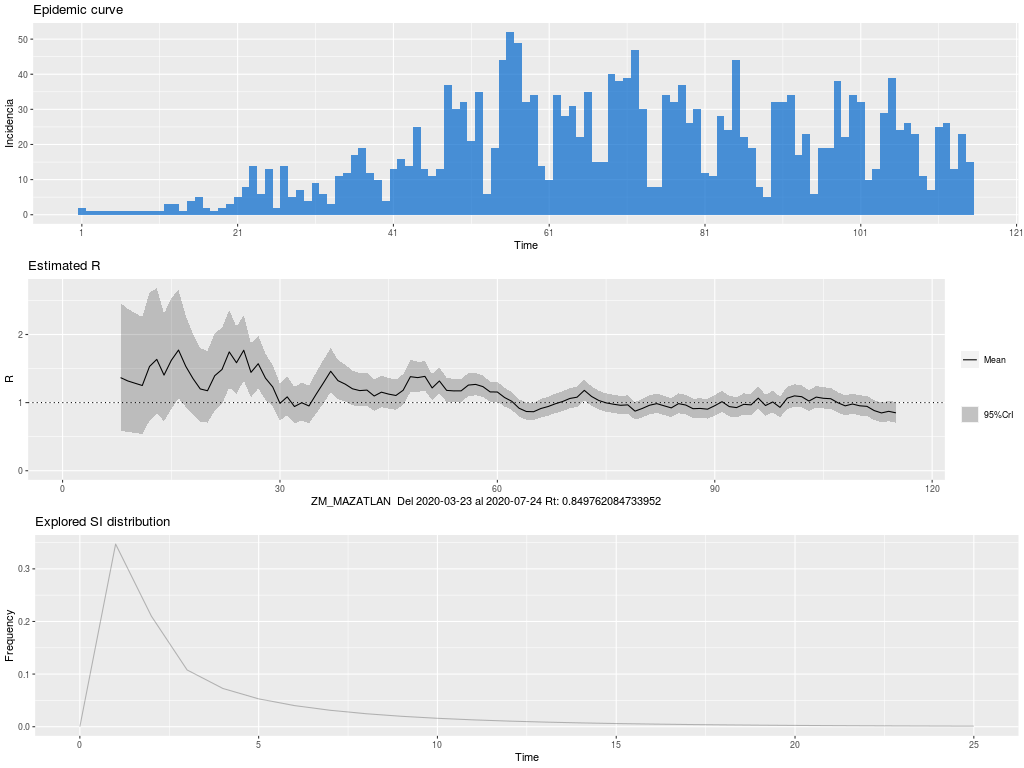 Epidemic curve
50
40
30
20
10
0
Incidencia
1 21 41 61 81 101 121
Time
Estimated R
2
1
0
R
Mean
95%CrI
0 30 60 90 120
ZM_MAZATLAN Del 2020-03-23 al 2020-07-24 Rt: 0.849762084733952
Explored SI distribution
0.3
0.2
0.1
0.0
Frequency
0 5 10 15 20 25
Time